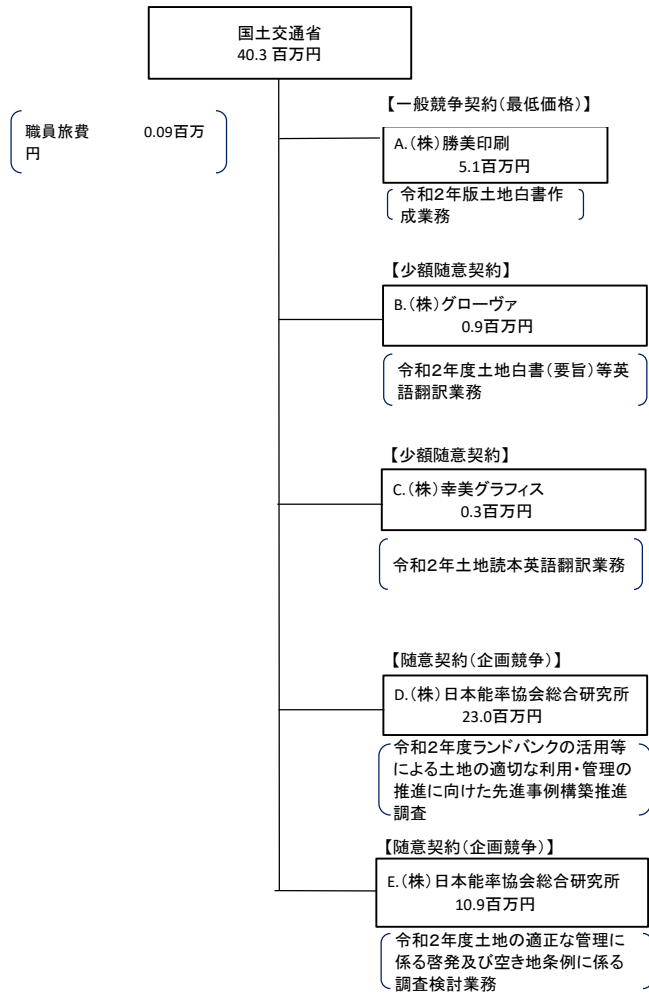 国土交通省
40.3 百万円
職員旅費 0.09百万
円
【一般競争契約(最低価格)】
A.(株)勝美印刷
5.1百万円
令和2年版土地白書作
成業務
【少額随意契約】
B.(株)グローヴァ
0.9百万円
令和2年度土地白書(要旨)等英
語翻訳業務
【少額随意契約】
C.(株)幸美グラフィス
0.3百万円
令和2年土地読本英語翻訳業務
【随意契約(企画競争)】
D.(株)日本能率協会総合研究所
23.0百万円
令和2年度ランドバンクの活用等
による土地の適切な利用・管理の
推進に向けた先進事例構築推進
調査
【随意契約(企画競争)】
E.(株)日本能率協会総合研究所
10.9百万円
令和2年度土地の適正な管理に
係る啓発及び空き地条例に係る
調査検討業務